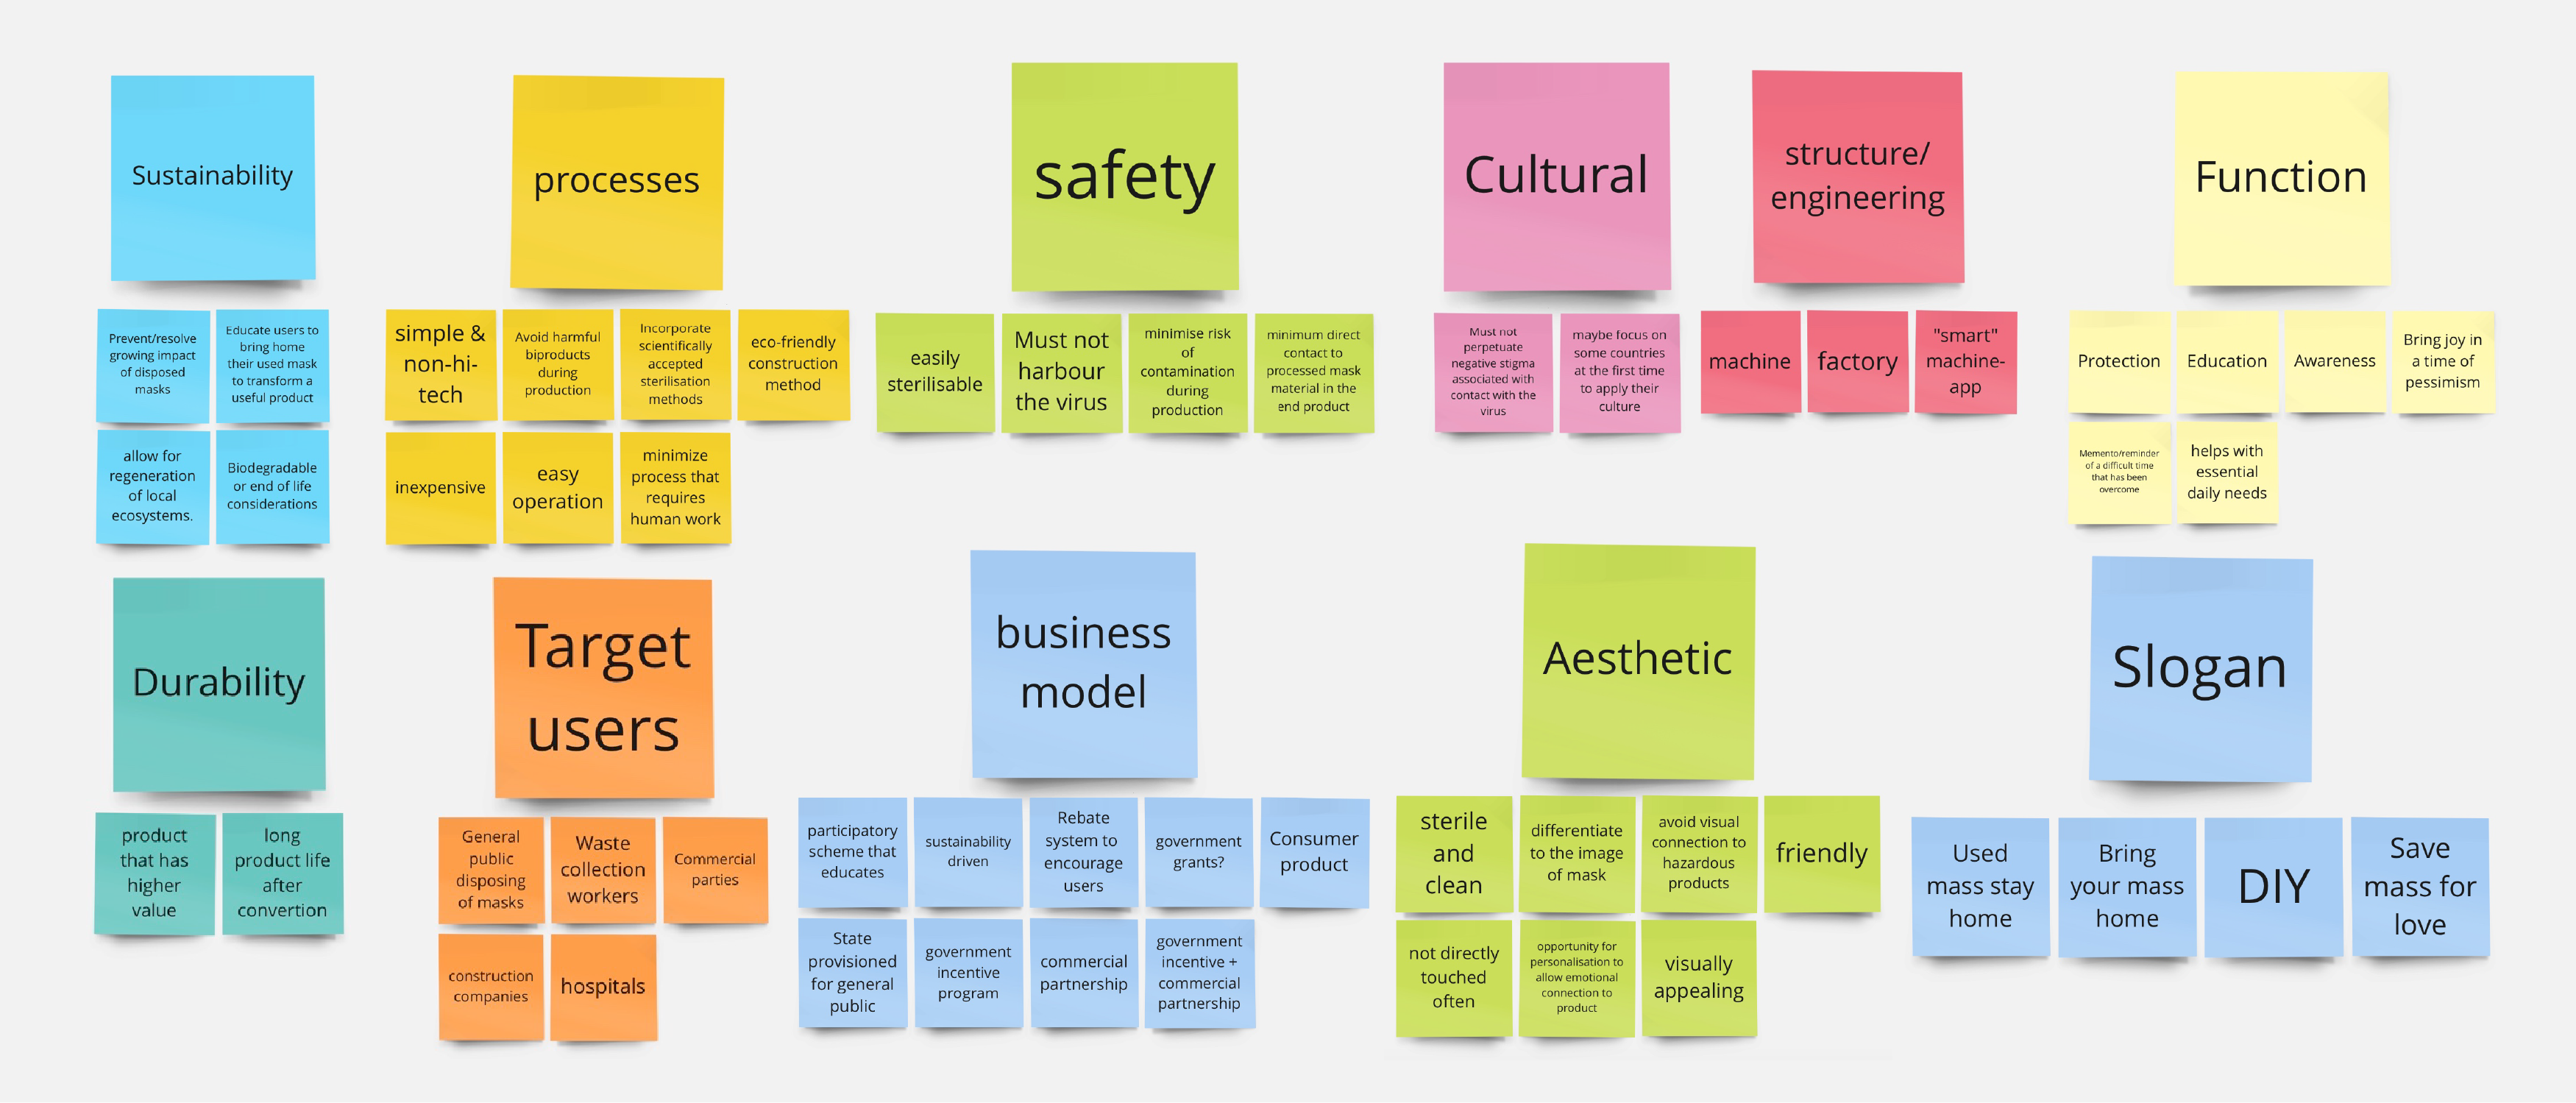 Sustainability
Prevent/resolve
growing impact
of disposed
masks
Educate users to
bring home
their used mask
to transform a
useful product
allow for
regeneration
of local
ecosystems.
Biodegradable
or end of life
considerations
processes
simple &
non-hi-
tech
Avoid harmful
biproducts
during
production
Incorporate
scientifically
accepted
sterilisation
methods
eco-friendly
construction
method
inexpensive
easy
operation
minimize
process that
requires
human work
safety
easily
sterilisable
Must not
harbour
the virus
minimise risk
of
contamination
during
production
minimum direct
contact to
processed mask
material in the
end product
Cultural
Must not
perpetuate
negative stigma
associated with
contact with the
virus
maybe focus on
some countries
at the first time
to apply their
culture
structure/
engineering
machine
factory
"smart"
machine-
app
Function
Protection
Education
Awareness
Bring joy in
a time of
pessimism
Memento/reminder
of a difficult time
that has been
overcome
helps with
essential
daily needs
Durability
product
that has
higher
value
long
product life
after
convertion
Target
users
General
public
disposing
of masks
Waste
collection
workers
Commercial
parties
construction
companies
hospitals
business
model
participatory
scheme that
educates
sustainability
driven
Rebate
system to
encourage
users
government
grants?
Consumer
product
State
provisioned
for general
public
government
incentive
program
commercial
partnership
government
incentive +
commercial
partnership
Aesthetic
sterile
and
clean
differentiate
to the image
of mask
avoid visual
connection to
hazardous
products
friendly
not directly
touched
often
opportunity for
personalisation to
allow emotional
connection to
product
visually
appealing
Slogan
Used
mass stay
home
Bring
your mass
home
DIY
Save
mass for
love